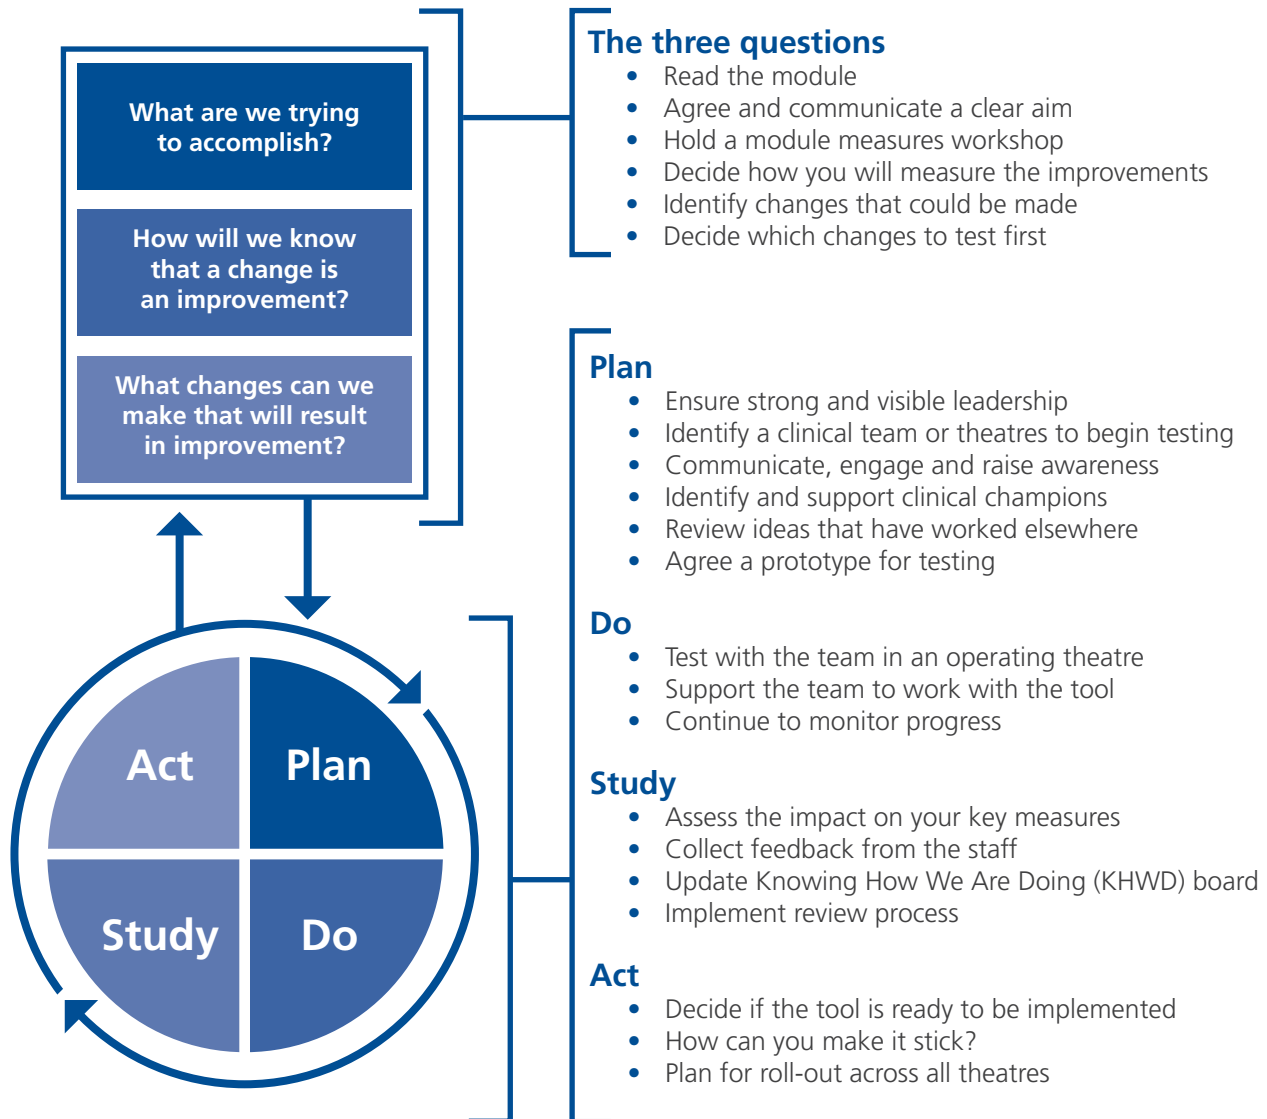 What are we trying
to accomplish?
How will we know
that a change is
an improvement?
What changes can we
make that will result
in improvement?
Act
Plan
Study
Do
The three questions
• Read the module
• Agree and communicate a clear aim
• Hold a module measures workshop
• Decide how you will measure the improvements
• Identify changes that could be made
• Decide which changes to test first
Plan
• Ensure strong and visible leadership
• Identify a clinical team or theatres to begin testing
• Communicate, engage and raise awareness
• Identify and support clinical champions
• Review ideas that have worked elsewhere
• Agree a prototype for testing
Do
• Test with the team in an operating theatre
• Support the team to work with the tool
• Continue to monitor progress
Study
• Assess the impact on your key measures
• Collect feedback from the staff
• Update Knowing How We Are Doing (KHWD) board
• Implement review process
Act
• Decide if the tool is ready to be implemented
• How can you make it stick?
• Plan for roll-out across all theatres